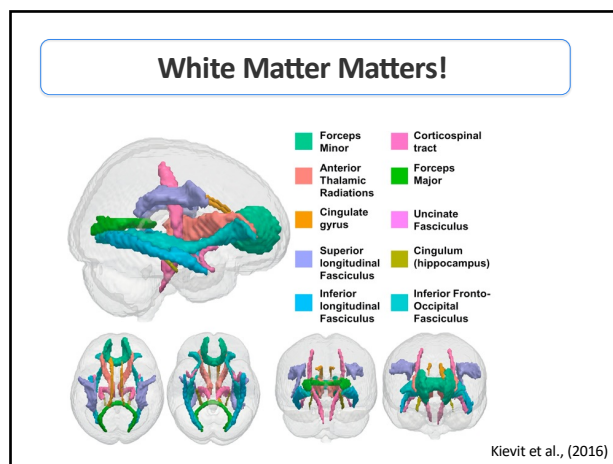 White Matter Matters!
Forceps
Minor
Corticospinal
tract
Anterior
Thalamic
Radiations
Forceps
Major
Cingulate
gyrus
Uncinate
Fasciculus
Superior
longitudinal
Fasciculus
Cingulum
(hippocampus)
Inferior
longitudinal
Fasciculus
Inferior Fronto-
Occipital
Fasciculus
Kievit et al., (2016)